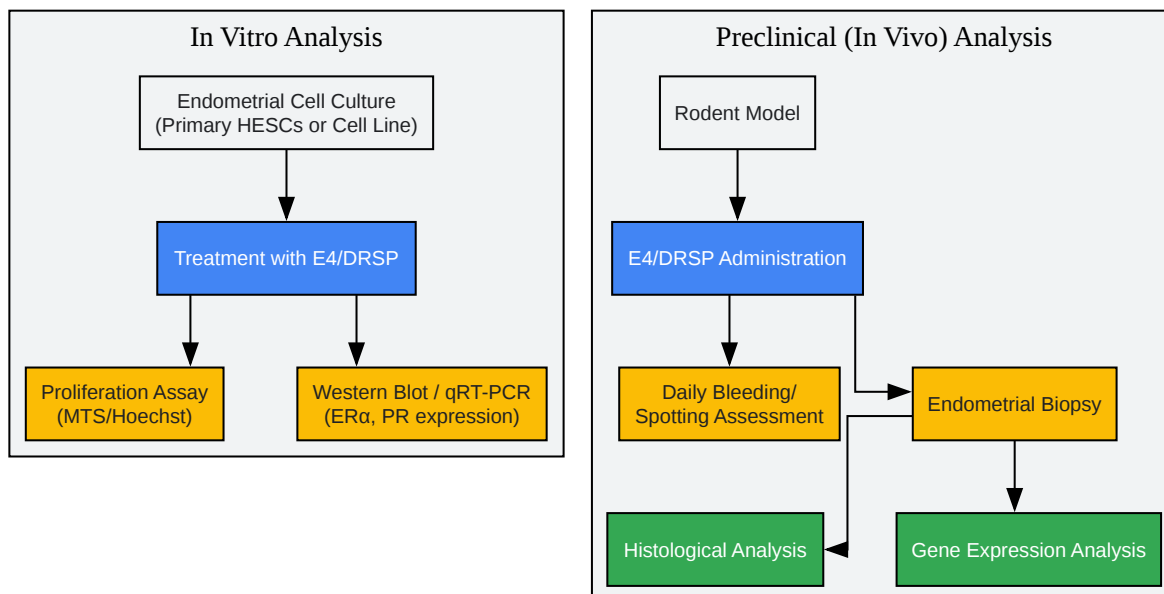 In Vitro Analysis
Endometrial Cell Culture
(Primary HESCs or Cell Line)
Treatment with E4/DRSP
Proliferation Assay
(MTS/Hoechst)
Western Blot / qRT-PCR
(ERα, PR expression)
Preclinical (In Vivo) Analysis
Rodent Model
E4/DRSP Administration
Daily Bleeding/
Spotting Assessment
Endometrial Biopsy
Histological Analysis
Gene Expression Analysis